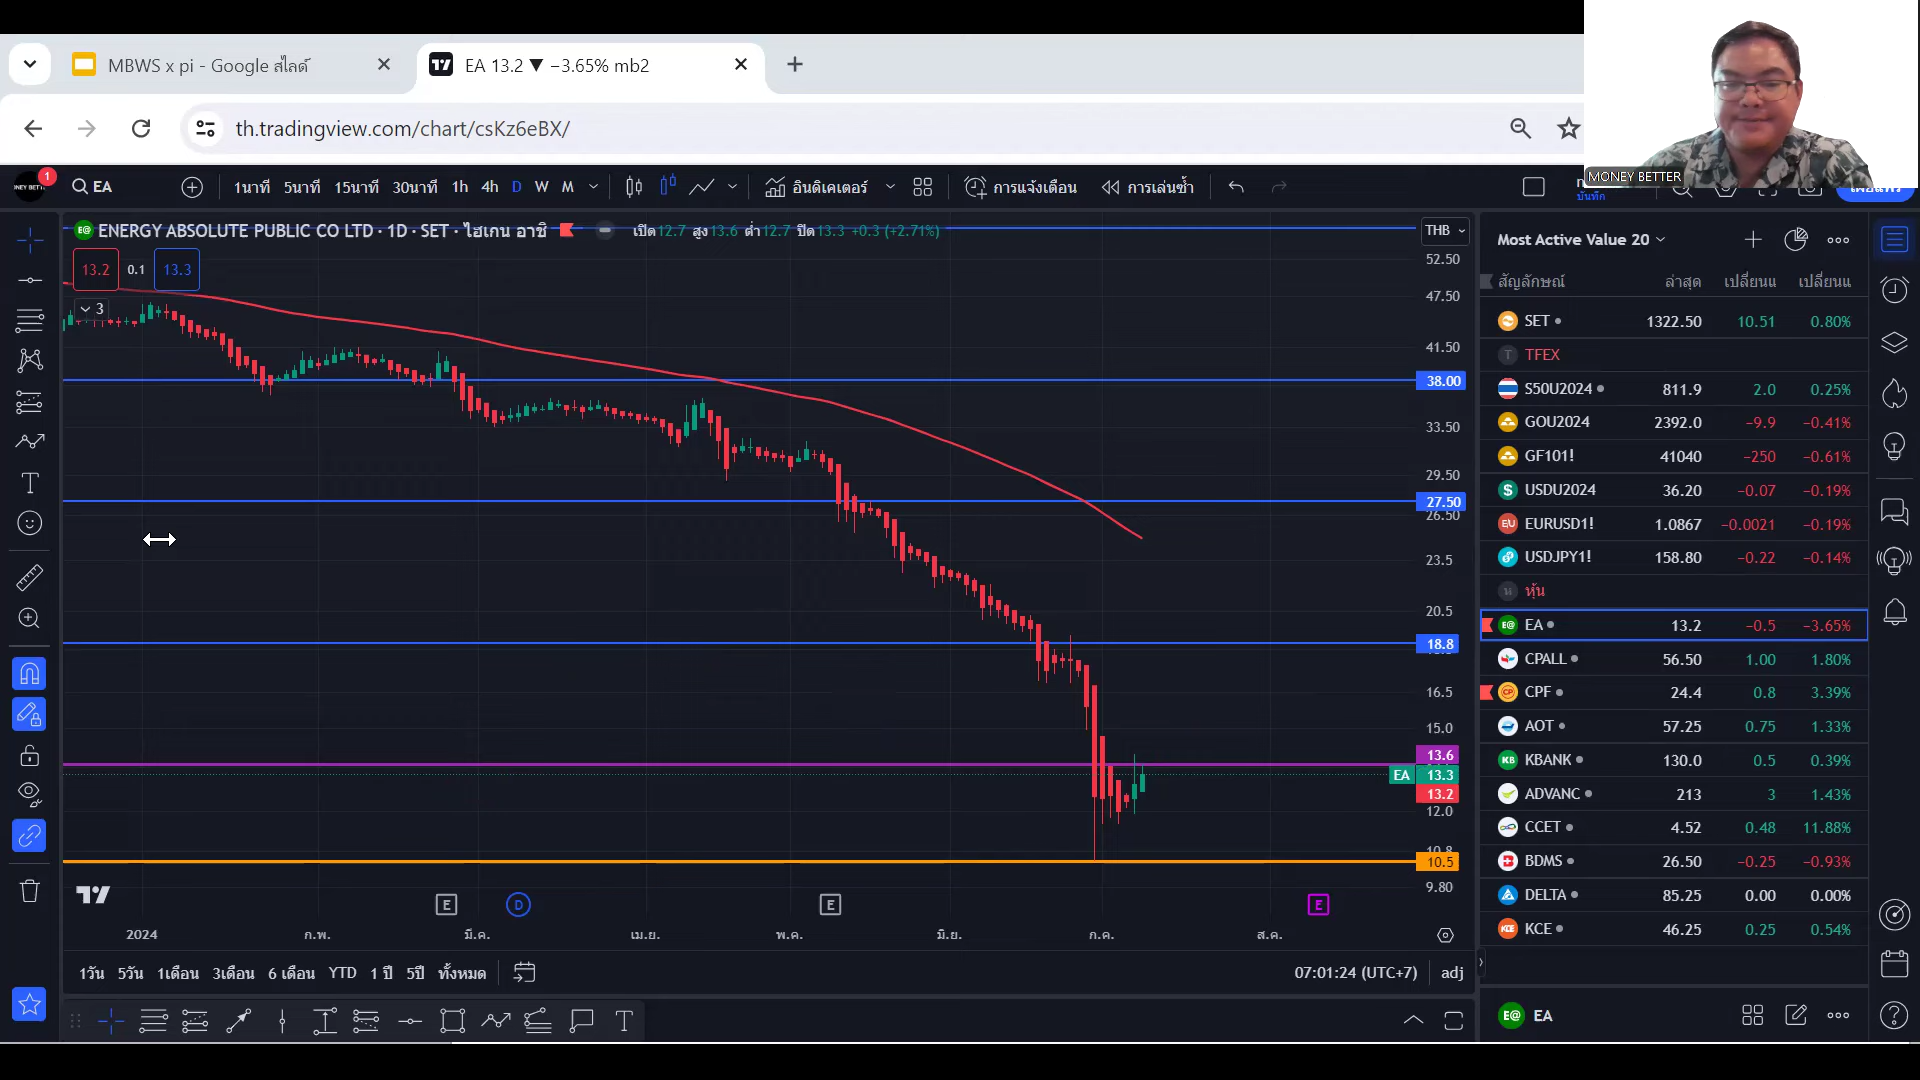 MBWS x pi - Google สไลด์
EA 13.2 ▼ −3.65% mb2
th.tradingview.com/chart/csKz6eBX/
MONEY BETTER
1
EA
1นาที 5นาที 15นาที 30นาที 1h 4h D W M
อินดิเคเตอร์
การแจ้งเตือน
การเล่นซ้ำ
บันทึก
ENERGY ABSOLUTE PUBLIC CO LTD · 1D · SET · ไฮเกน อาชิ
เปิด12.7 สูง13.6 ต่ำ12.7 ปิด13.3 +0.3 (+2.71%)
THB
13.2 0.1 13.3
3
52.50
47.50
41.50
38.00
33.50
29.50
27.50
26.50
23.5
20.5
18.8
16.5
15.0
13.6
EA 13.3
13.2
12.0
10.8
10.5
9.80
E D E E
2024 ก.พ. มี.ค. เม.ย. พ.ค. มิ.ย. ก.ค. ส.ค.
1วัน 5วัน 1เดือน 3เดือน 6 เดือน YTD 1 ปี 5ปี ทั้งหมด
07:01:24 (UTC+7) adj
Most Active Value 20
สัญลักษณ์ ล่าสุด เปลี่ยนแ เปลี่ยนแ
SET 1322.50 10.51 0.80%
T TFEX
S50U2024 811.9 2.0 0.25%
GOU2024 2392.0 −9.9 −0.41%
GF101! 41040 −250 −0.61%
USDU2024 36.20 −0.07 −0.19%
EURUSD1! 1.0867 −0.0021 −0.19%
USDJPY1! 158.80 −0.22 −0.14%
น หุ้น
EA 13.2 −0.5 −3.65%
CPALL 56.50 1.00 1.80%
CPF 24.4 0.8 3.39%
AOT 57.25 0.75 1.33%
KBANK 130.0 0.5 0.39%
ADVANC 213 3 1.43%
CCET 4.52 0.48 11.88%
BDMS 26.50 −0.25 −0.93%
DELTA 85.25 0.00 0.00%
KCE 46.25 0.25 0.54%
EA